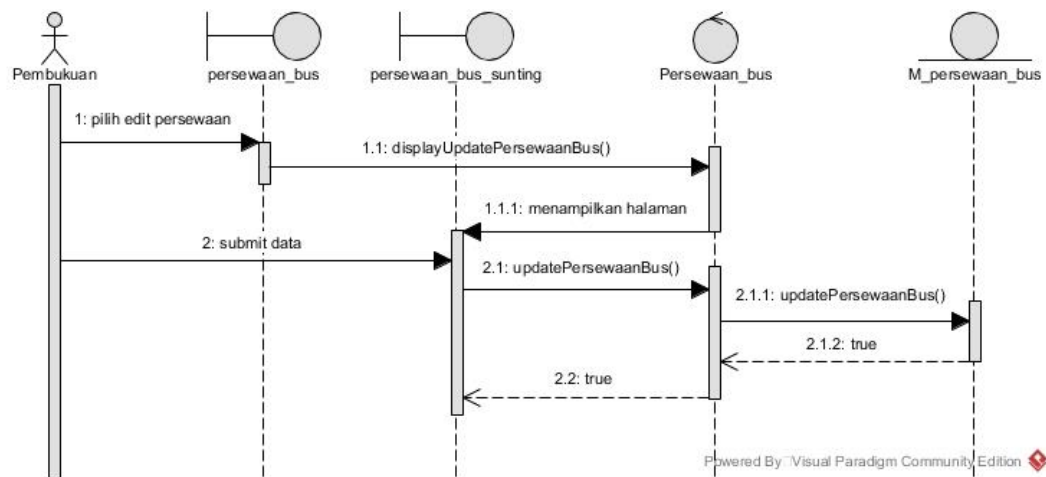 Pembukuan
persewaan_bus
persewaan_bus_sunting
Persewaan_bus
M_persewaan_bus
1: pilih edit persewaan
1.1: displayUpdatePersewaanBus()
1.1.1: menampilkan halaman
2: submit data
2.1: updatePersewaanBus()
2.1.1: updatePersewaanBus()
2.1.2: true
2.2: true
Powered By Visual Paradigm Community Edition